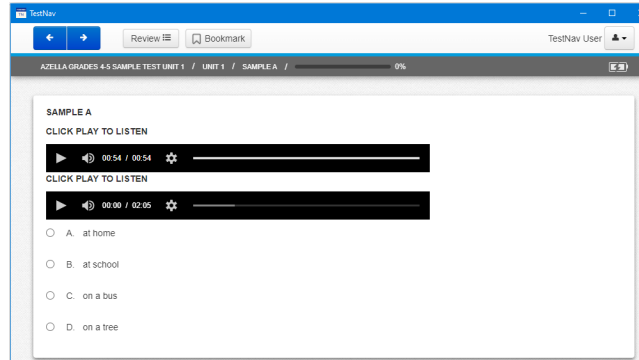 TestNav
Review
Bookmark
TestNav User
AZELLA GRADES 4-5 SAMPLE TEST UNIT 1 / UNIT 1 / SAMPLE A / 0%
SAMPLE A
CLICK PLAY TO LISTEN
00:54 / 00:54
CLICK PLAY TO LISTEN
00:00 / 02:05
A. at home
B. at school
C. on a bus
D. on a tree